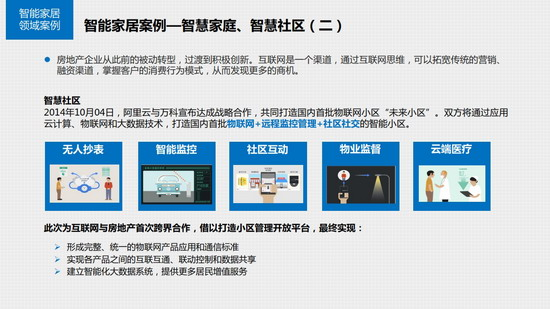 智能家居
领域案例
智能家居案例—智慧家庭、智慧社区（二）
房地产企业从此前的被动转型，过渡到积极创新。互联网是一个渠道，通过互联网思维，可以拓宽传统的营销、
融资渠道，掌握客户的消费行为模式，从而发现更多的商机。
智慧社区
2014年10月04日，阿里云与万科宣布达成战略合作，共同打造国内首批物联网小区“未来小区”。双方将通过应用
云计算、物联网和大数据技术，打造国内首批物联网+远程监控管理+社区社交的智能小区。
无人抄表
智能监控
社区互动
物业监督
云端医疗
此次为互联网与房地产首次跨界合作，借以打造小区管理开放平台，最终实现：
形成完整、统一的物联网产品应用和通信标准
实现各产品之间的互联互通、联动控制和数据共享
建立智能化大数据系统，提供更多居民增值服务